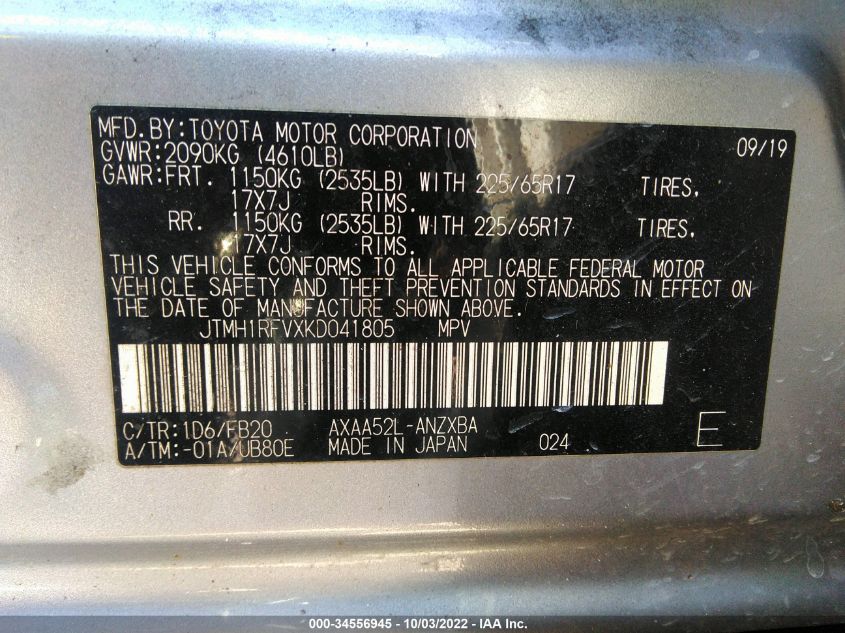 MFD.BY:TOYOTA MOTOR CORPORATION 09/19
GVWR:2090KG (4610LB)
GAWR:FRT. 1150KG (2535LB) WITH 225/65R17 TIRES,
17X7J RIMS.
RR. 1150KG (2535LB) WITH 225/65R17 TIRES,
17X7J RIMS.
THIS VEHICLE CONFORMS TO ALL APPLICABLE FEDERAL MOTOR
VEHICLE SAFETY AND THEFT PREVENTION STANDARDS IN EFFECT ON
THE DATE OF MANUFACTURE SHOWN ABOVE.
JTMH1RFVXKD041805 MPV
C/TR:1D6/FB20 AXAA52L-ANZXBA
A/TM:-01A/UB80E MADE IN JAPAN 024 E
000-34556945 - 10/03/2022 - IAA Inc.